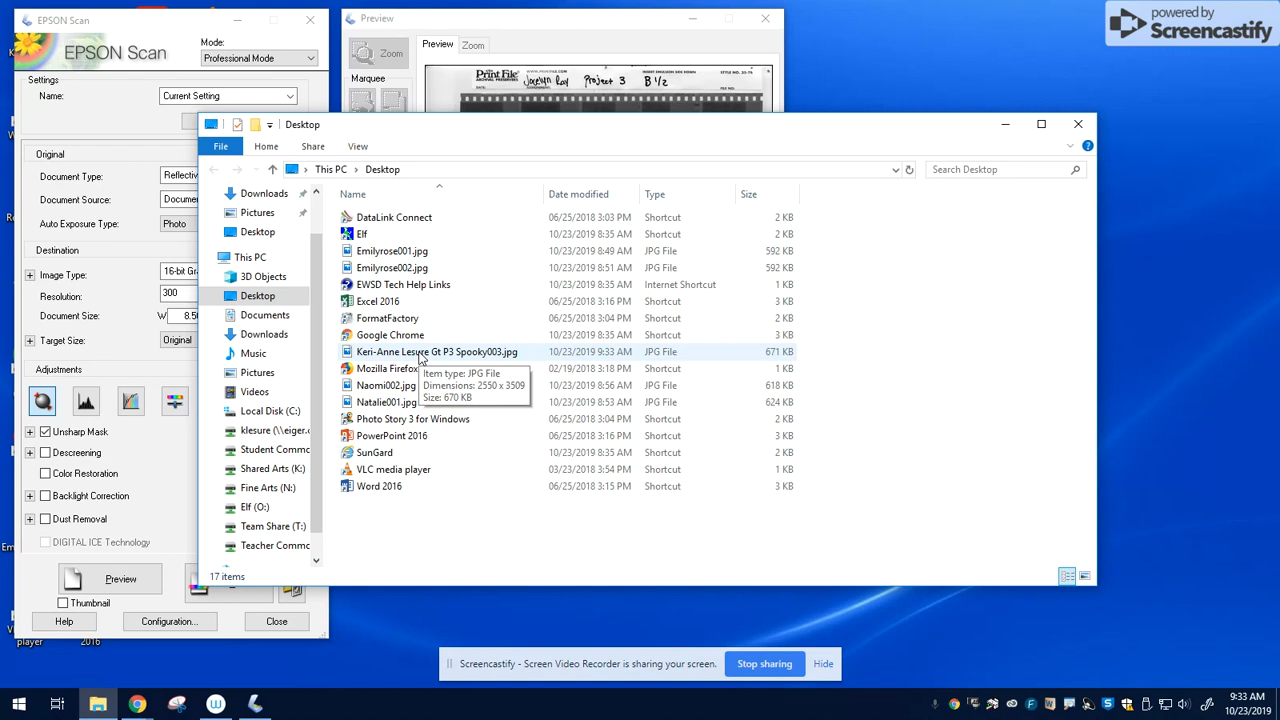 EPSON Scan
Preview
powered by
Screencastify
EPSON Scan
Mode:
Professional Mode
Zoom
Preview
Zoom
Marquee
Print File ARCHIVAL PRESERVERS
Jocelyn Roy Project 3 B 1/2
INSERT EMULSION SIDE DOWN
Settings
Name:
Current Setting
Original
Document Type:
Reflectiv
Document Source:
Documer
Auto Exposure Type:
Photo
Destination
Image Type:
16-bit Gr
Resolution:
300
Document Size:
W
8.50
Target Size:
Original
Adjustments
Unsharp Mask
Descreening
Color Restoration
Backlight Correction
Dust Removal
DIGITAL ICE Technology
Preview
Thumbnail
Help
Configuration...
Close
player
2016
Desktop
File
Home
Share
View
This PC
Desktop
Search Desktop
Downloads
Pictures
Desktop
This PC
3D Objects
Desktop
Documents
Downloads
Music
Pictures
Videos
Local Disk (C:)
klesure (\\eiger.c
Student Commo
Shared Arts (K:)
Fine Arts (N:)
Elf (O:)
Team Share (T:)
Teacher Commo
Name Date modified Type Size
DataLink Connect 06/25/2018 3:03 PM Shortcut 2 KB
Elf 10/23/2019 8:35 AM Shortcut 2 KB
Emilyrose001.jpg 10/23/2019 8:49 AM JPG File 592 KB
Emilyrose002.jpg 10/23/2019 8:51 AM JPG File 592 KB
EWSD Tech Help Links 10/23/2019 8:35 AM Internet Shortcut 1 KB
Excel 2016 06/25/2018 3:16 PM Shortcut 3 KB
FormatFactory 06/25/2018 3:04 PM Shortcut 2 KB
Google Chrome 10/23/2019 8:35 AM Shortcut 3 KB
Keri-Anne Lesure Gt P3 Spooky003.jpg 10/23/2019 9:33 AM JPG File 671 KB
Mozilla Firefox 02/19/2018 3:18 PM Shortcut 2 KB
Naomi002.jpg 10/23/2019 8:56 AM JPG File 618 KB
Natalie001.jpg 10/23/2019 8:53 AM JPG File 624 KB
Photo Story 3 for Windows 06/25/2018 3:04 PM Shortcut 2 KB
PowerPoint 2016 06/25/2018 3:16 PM Shortcut 3 KB
SunGard 10/23/2019 8:35 AM Shortcut 2 KB
VLC media player 03/23/2018 3:54 PM Shortcut 1 KB
Word 2016 06/25/2018 3:15 PM Shortcut 3 KB
Item type: JPG File
Dimensions: 2550 x 3509
Size: 670 KB
17 items
Screencastify - Screen Video Recorder is sharing your screen.
Stop sharing
Hide
9:33 AM
10/23/2019